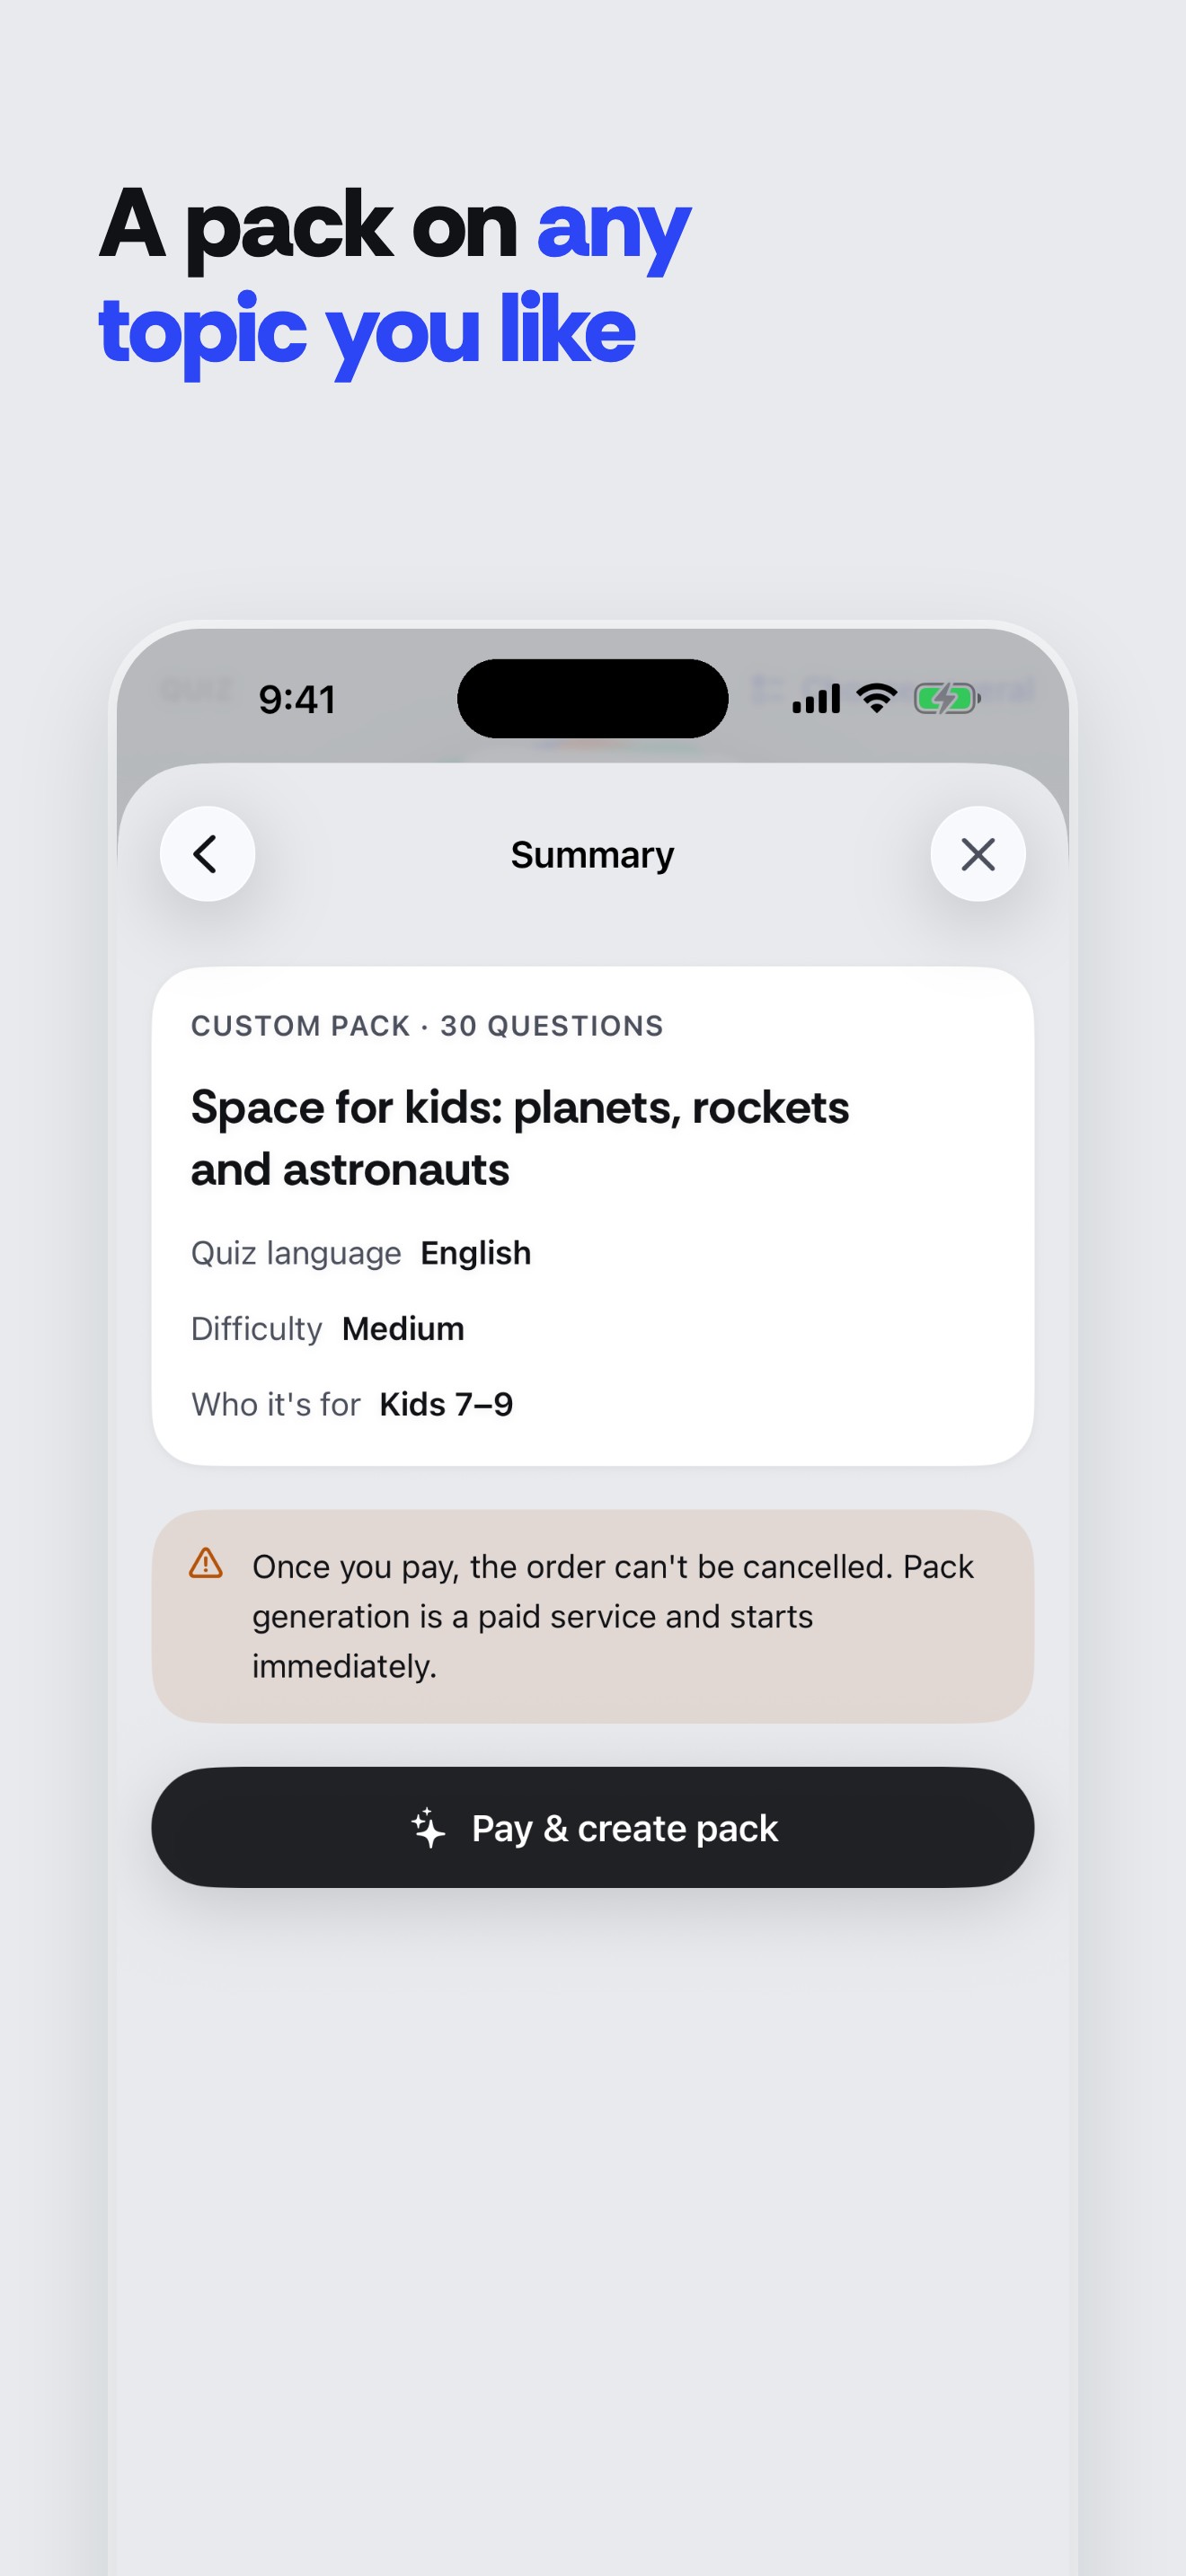 A pack on any
topic you like
QUIZ
9:41
Summary
CUSTOM PACK · 30 QUESTIONS
Space for kids: planets, rockets
and astronauts
Quiz language English
Difficulty Medium
Who it's for Kids 7–9
Once you pay, the order can't be cancelled. Pack
generation is a paid service and starts
immediately.
Pay & create pack